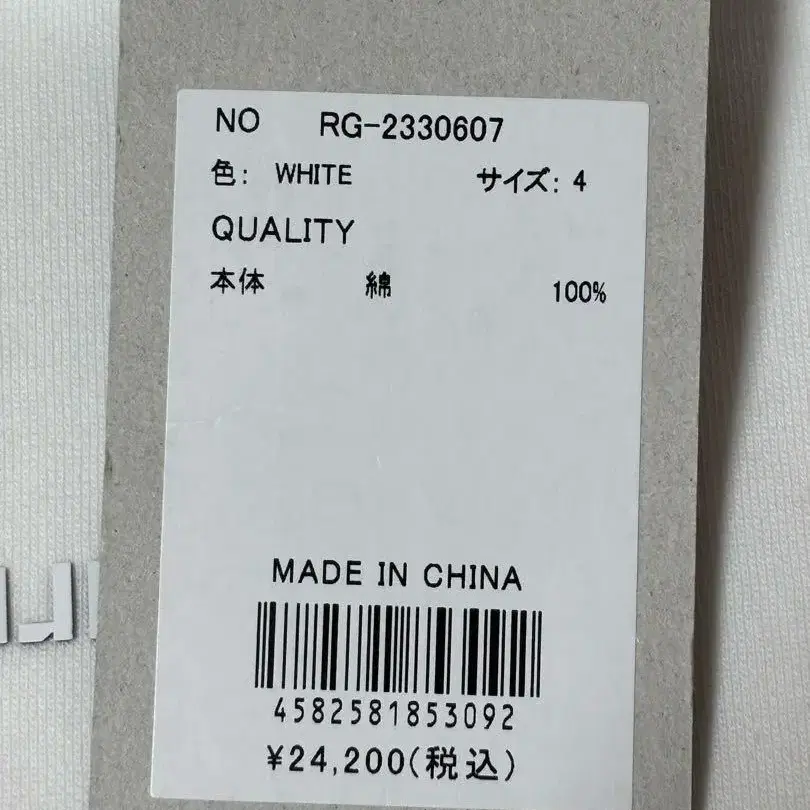 NO RG-2330607
色: WHITE サイズ: 4
QUALITY
本体 綿 100%
MADE IN CHINA
4582581853092
¥24,200(税込)